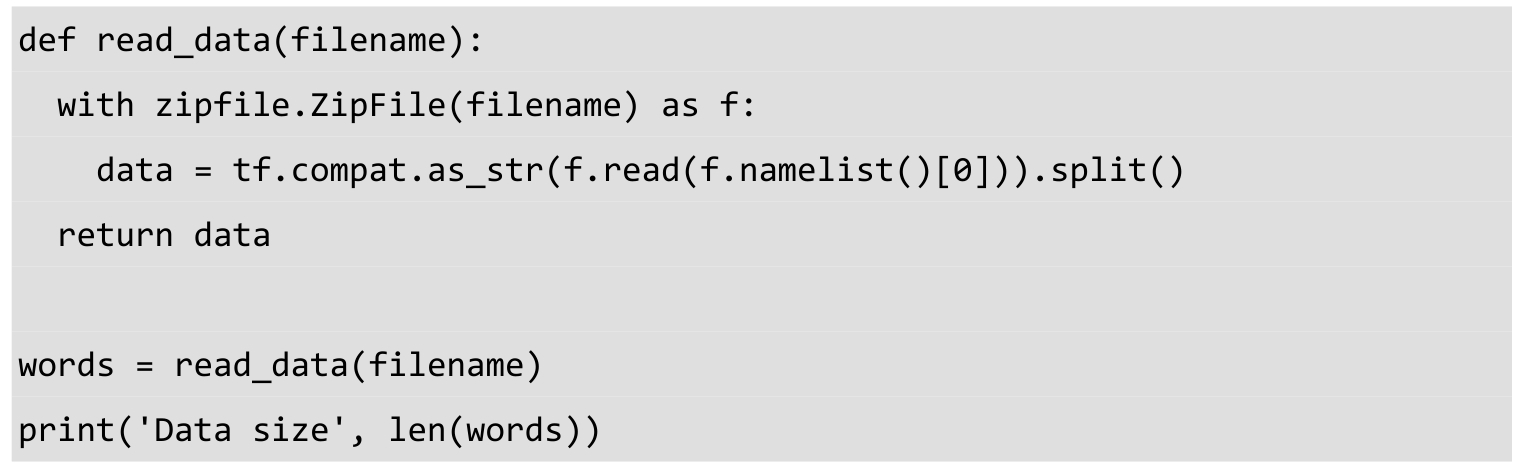 def read_data(filename):
  with zipfile.ZipFile(filename) as f:
    data = tf.compat.as_str(f.read(f.namelist()[0])).split()
  return data

words = read_data(filename)
print('Data size', len(words))